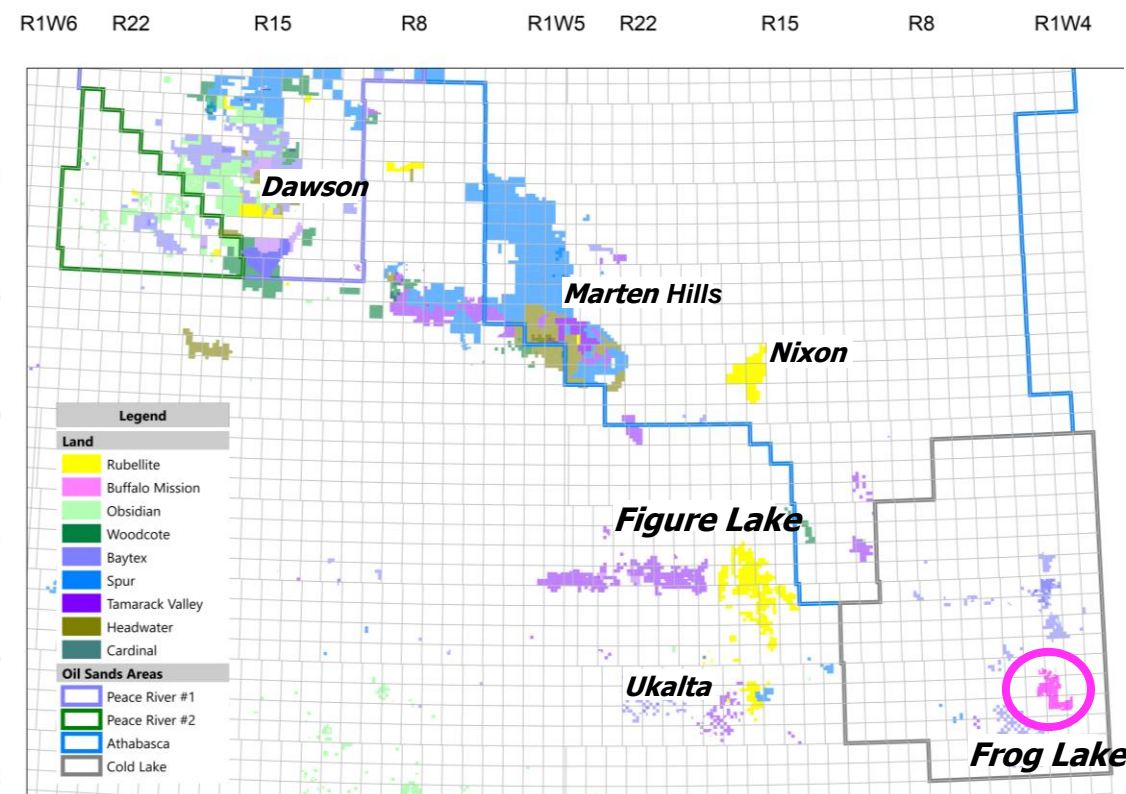 R1W6 R22 R15 R8 R1W5 R22 R15 R8 R1W4
Dawson
Marten Hills
Nixon
Legend
Land
Rubellite
Buffalo Mission
Obsidian
Woodcote
Baytex
Spur
Tamarack Valley
Headwater
Cardinal
Oil Sands Areas
Peace River #1
Peace River #2
Athabasca
Cold Lake
Figure Lake
Ukalta
Frog Lake